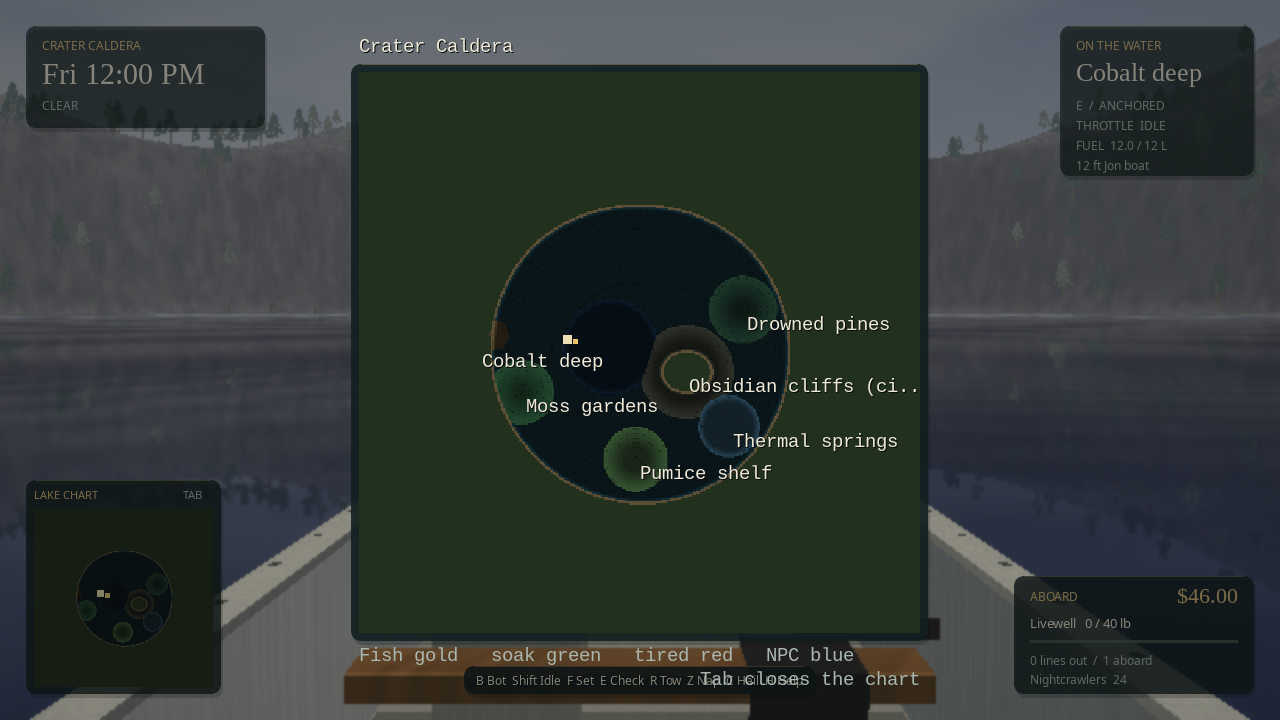 Crater Caldera
CRATER CALDERA
Fri 12:00 PM
CLEAR
ON THE WATER
Cobalt deep
E / ANCHORED
THROTTLE IDLE
FUEL 12.0 / 12 L
12 ft Jon boat
Drowned pines
Cobalt deep
Obsidian cliffs (ci..
Moss gardens
Thermal springs
Pumice shelf
LAKE CHART TAB
ABOARD $46.00
Livewell 0 / 40 lb
0 lines out / 1 aboard
Nightcrawlers 24
Fish gold soak green tired red NPC blue
Tab closes the chart
B Bot Shift Idle F Set E Check R Tow Z